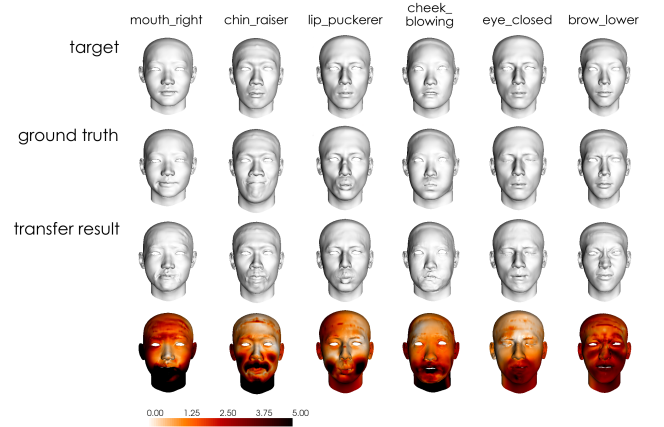 mouth_right chin_raiser lip_puckerer cheek_ blowing eye_closed brow_lower
target
ground truth
transfer result
0.00 1.25 2.50 3.75 5.00